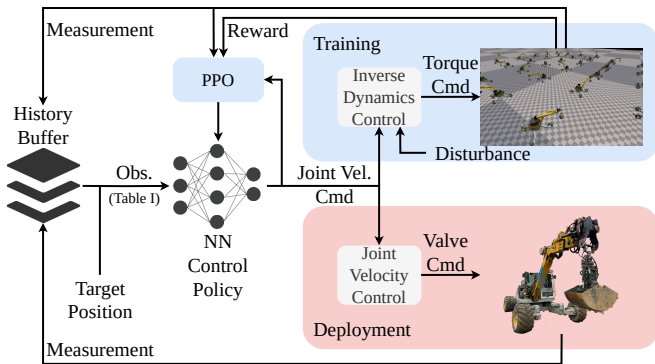 Measurement
Reward
Training
PPO
Inverse
Dynamics
Control
Torque
Cmd
History
Buffer
Disturbance
Obs.
(Table I)
Joint Vel.
Cmd
NN
Control
Policy
Joint
Velocity
Control
Valve
Cmd
Target
Position
Deployment
Measurement